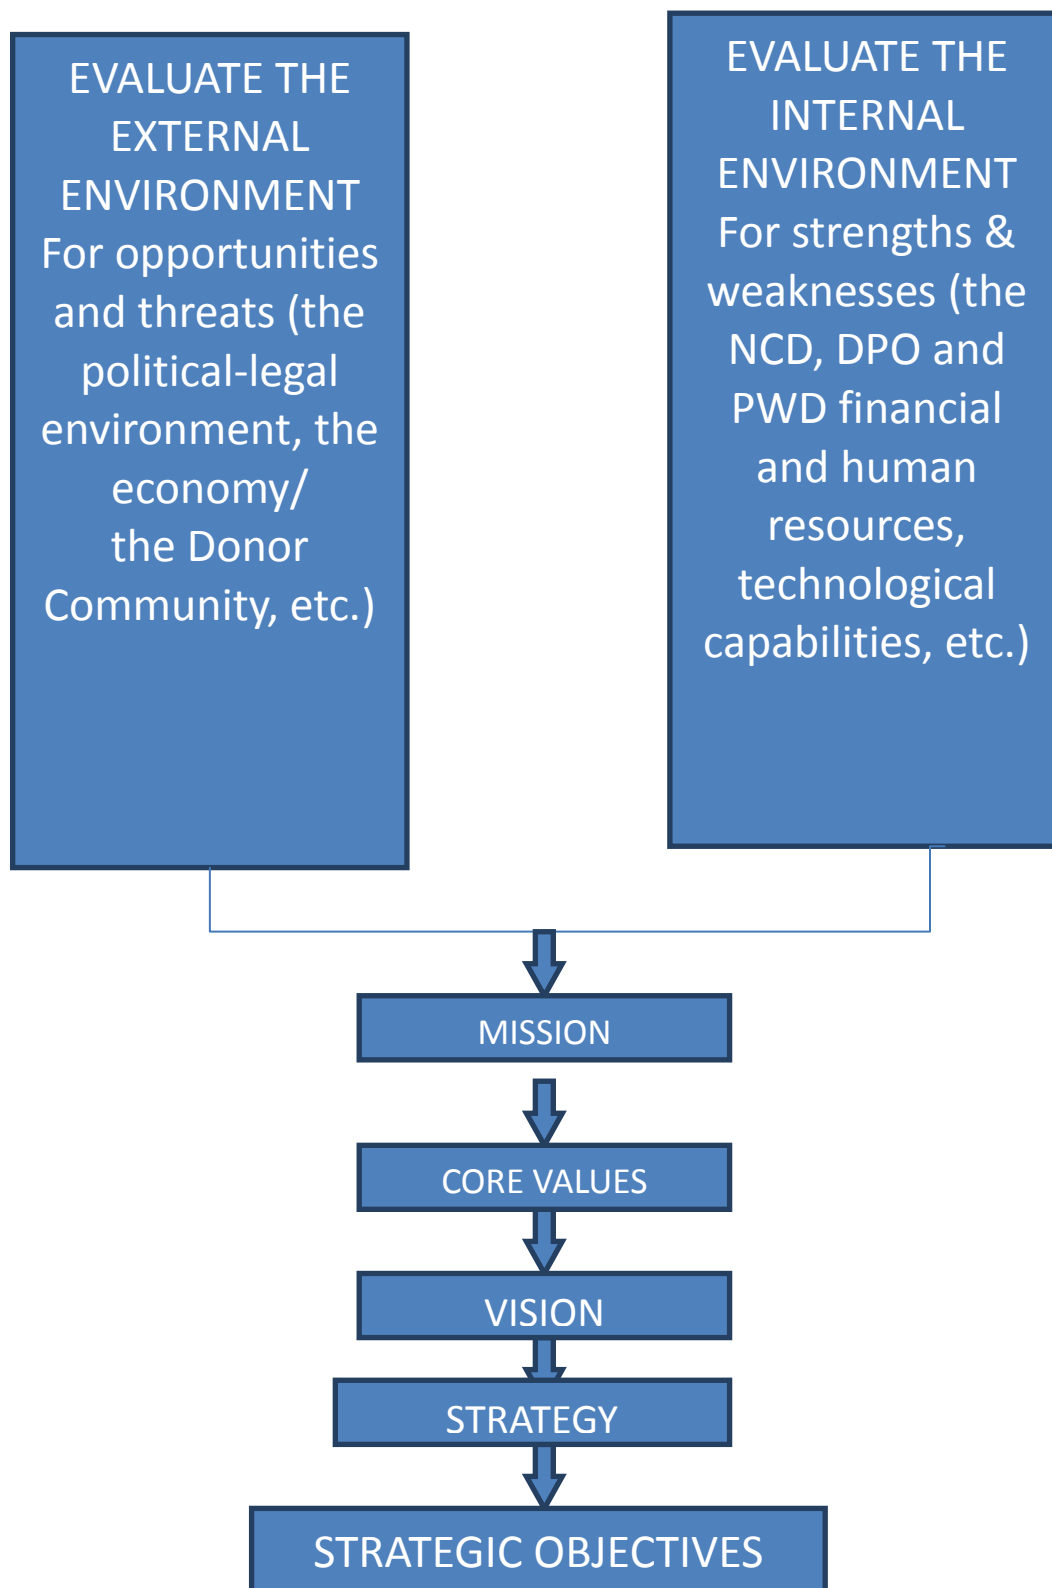 EVALUATE THE
EXTERNAL
ENVIRONMENT
For opportunities
and threats (the
political-legal
environment, the
economy/
the Donor
Community, etc.)
EVALUATE THE
INTERNAL
ENVIRONMENT
For strengths &
weaknesses (the
NCD, DPO and
PWD financial
and human
resources,
technological
capabilities, etc.)
MISSION
CORE VALUES
VISION
STRATEGY
STRATEGIC OBJECTIVES